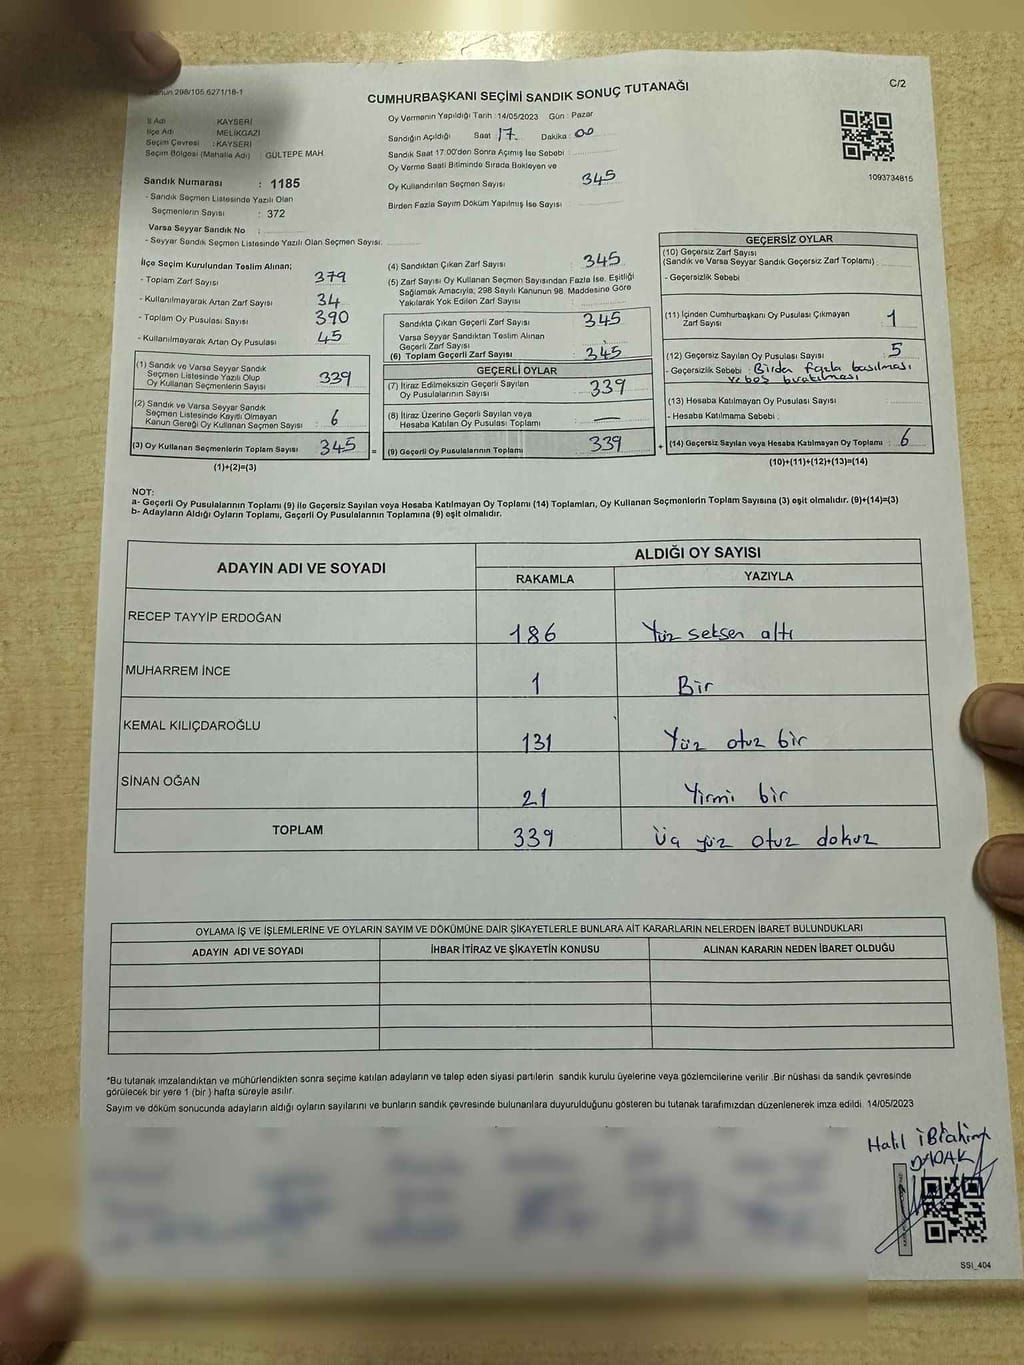 298/105.6271/18-1
CUMHURBAŞKANI SEÇİMİ SANDIK SONUÇ TUTANAĞI
C/2
İl Adı KAYSERİ
İlçe Adı MELİKGAZİ
Seçim Çevresi : KAYSERİ
Seçim Bölgesi (Mahalle Adı) : GÜLTEPE MAH.
Oy Vermenin Yapıldığı Tarih : 14/05/2023 Gün : Pazar
Sandığın Açıldığı Saat 17 Dakika : 00
Sandık Saat 17:00'den Sonra Açımış İse Sebebi :
Oy Verme Saati Bitiminde Sırada Bekleyen ve
Oy Kullandırılan Seçmen Sayısı 345
Birden Fazla Sayım Döküm Yapılmış İse Sayısı
1093734815
Sandık Numarası : 1185
- Sandık Seçmen Listesinde Yazılı Olan
Seçmenlerin Sayısı : 372
Varsa Seyyar Sandık No :
- Seyyar Sandık Seçmen Listesinde Yazılı Olan Seçmen Sayısı:
İlçe Seçim Kurulundan Teslim Alınan;
- Toplam Zarf Sayısı 379
- Kullanılmayarak Artan Zarf Sayısı 34
- Toplam Oy Pusulası Sayısı 390
- Kullanılmayarak Artan Oy Pusulası 45
(1) Sandık ve Varsa Seyyar Sandık
Seçmen Listesinde Yazılı Olup
Oy Kullanan Seçmenlerin Sayısı 339
(2) Sandık ve Varsa Seyyar Sandık
Seçmen Listesinde Kayıtlı Olmayan
Kanun Gereği Oy Kullanan Seçmen Sayısı : 6
(3) Oy Kullanan Seçmenlerin Toplam Sayısı 345 =
(1)+(2)=(3)
(4) Sandıktan Çıkan Zarf Sayısı : 345
(5) Zarf Sayısı Oy Kullanan Seçmen Sayısından Fazla İse, Eşitliği
Sağlamak Amacıyla; 298 Sayılı Kanunun 98. Maddesine Göre
Yakılarak Yok Edilen Zarf Sayısı :
Sandıkta Çıkan Geçerli Zarf Sayısı : 345
Varsa Seyyar Sandıktan Teslim Alınan
Geçerli Zarf Sayısı :
(6) Toplam Geçerli Zarf Sayısı : 345
GEÇERLİ OYLAR
(7) İtiraz Edilmeksizin Geçerli Sayılan
Oy Pusulalarının Sayısı : 339
(8) İtiraz Üzerine Geçerli Sayılan veya
Hesaba Katılan Oy Pusulası Toplamı : —
(9) Geçerli Oy Pusulalarının Toplamı : 339 +
GEÇERSİZ OYLAR
(10) Geçersiz Zarf Sayısı
(Sandık ve Varsa Seyyar Sandık Geçersiz Zarf Toplamı) :
- Geçersizlik Sebebi :
(11) İçinden Cumhurbaşkanı Oy Pusulası Çıkmayan
Zarf Sayısı : 1
(12) Geçersiz Sayılan Oy Pusulası Sayısı : 5
- Geçersizlik Sebebi : Birden fazla basılması
ve boş bırakılması
(13) Hesaba Katılmayan Oy Pusulası Sayısı :
- Hesaba Katılmama Sebebi :
(14) Geçersiz Sayılan veya Hesaba Katılmayan Oy Toplamı : 6
(10)+(11)+(12)+(13)=(14)
NOT:
a- Geçerli Oy Pusulalarının Toplamı (9) ile Geçersiz Sayılan veya Hesaba Katılmayan Oy Toplamı (14) Toplamları, Oy Kullanan Seçmenlerin Toplam Sayısına (3) eşit olmalıdır. (9)+(14)=(3)
b- Adayların Aldığı Oyların Toplamı, Geçerli Oy Pusulalarının Toplamına (9) eşit olmalıdır.
ADAYIN ADI VE SOYADI
ALDIĞI OY SAYISI
RAKAMLA YAZIYLA
RECEP TAYYİP ERDOĞAN 186 Yüz seksen altı
MUHARREM İNCE 1 Bir
KEMAL KILIÇDAROĞLU 131 Yüz otuz bir
SİNAN OĞAN 21 Yirmi bir
TOPLAM 339 Üç yüz otuz dokuz
OYLAMA İŞ VE İŞLEMLERİNE VE OYLARIN SAYIM VE DÖKÜMÜNE DAİR ŞİKAYETLERLE BUNLARA AİT KARARLARIN NELERDEN İBARET BULUNDUKLARI
ADAYIN ADI VE SOYADI İHBAR İTİRAZ VE ŞİKAYETİN KONUSU ALINAN KARARIN NEDEN İBARET OLDUĞU
*Bu tutanak imzalandıktan ve mühürlendikten sonra seçime katılan adayların ve talep eden siyasi partilerin sandık kurulu üyelerine veya gözlemcilerine verilir .Bir nüshası da sandık çevresinde
görülecek bir yere 1 (bir ) hafta süreyle asılır.
Sayım ve döküm sonucunda adayların aldığı oyların sayılarını ve bunların sandık çevresinde bulunanlara duyurulduğunu gösteren bu tutanak tarafımızdan düzenlenerek imza edildi. 14/05/2023
Halil İBrahim
DADAK
SSI_404